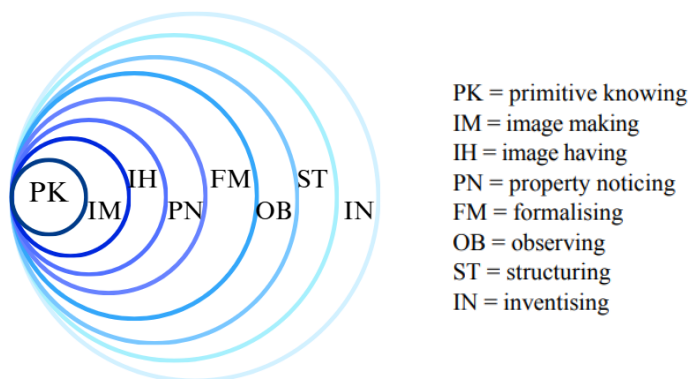 PK
IM
IH
PN
FM
OB
ST
IN
PK = primitive knowing
IM = image making
IH = image having
PN = property noticing
FM = formalising
OB = observing
ST = structuring
IN = inventising